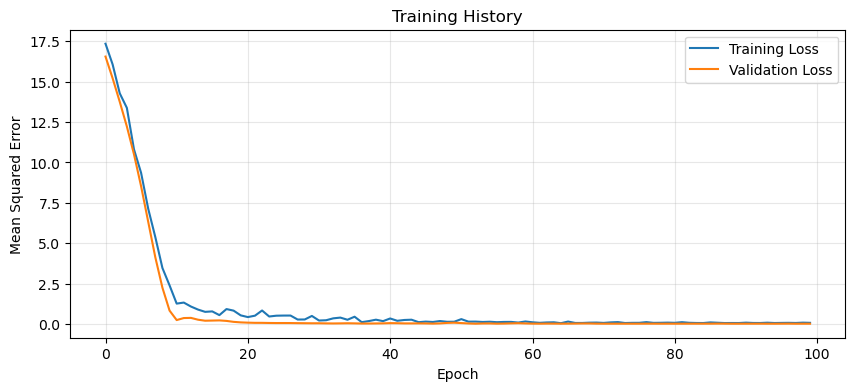 Training History
Training Loss
Validation Loss
Mean Squared Error
17.5
15.0
12.5
10.0
7.5
5.0
2.5
0.0
0 20 40 60 80 100
Epoch